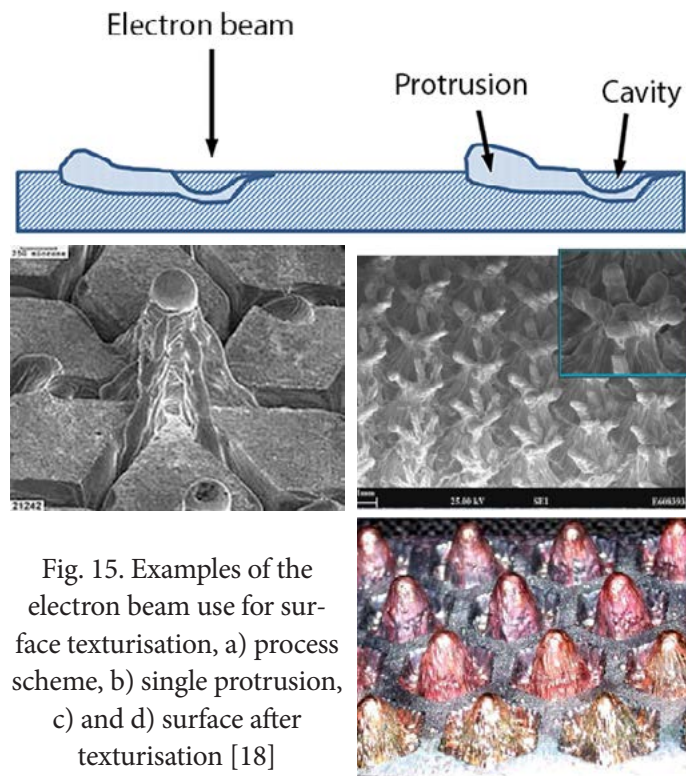 Electron beam
Protrusion
Cavity
250 microns
21242
25.00 kV
SE1
Fig. 15. Examples of the
electron beam use for sur-
face texturisation, a) process
scheme, b) single protrusion,
c) and d) surface after
texturisation [18]